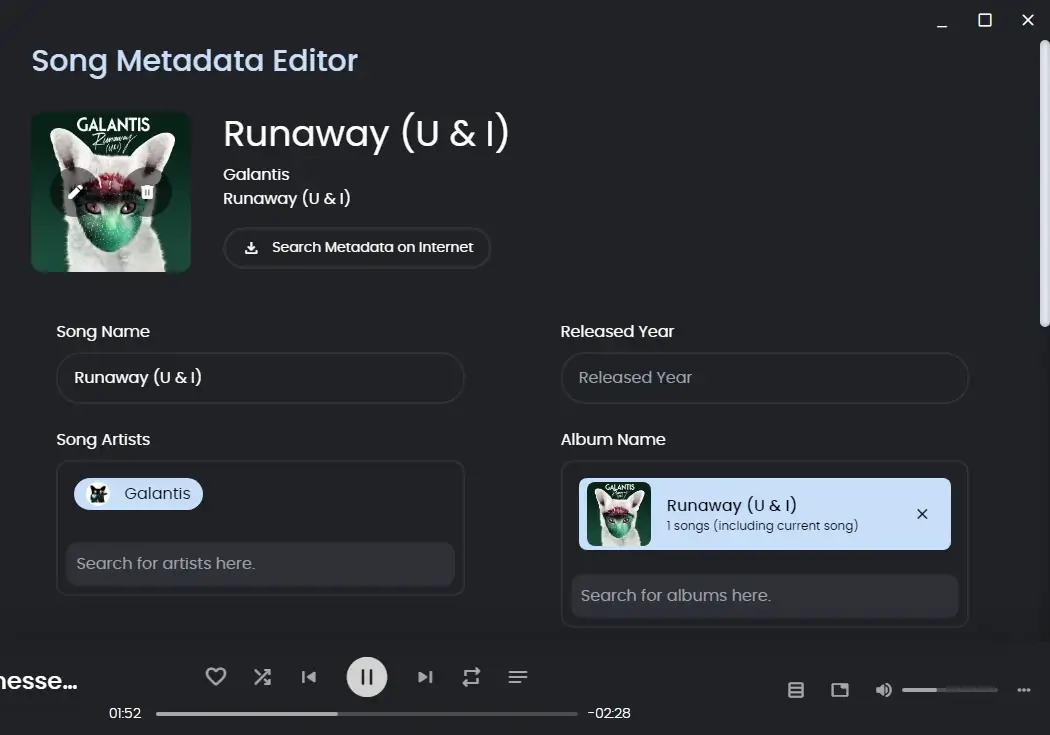 Song Metadata Editor
GALANTIS
Runaway
(U&I)
Runaway (U & I)
Galantis
Runaway (U & I)
Search Metadata on Internet
Song Name
Released Year
Runaway (U & I)
Released Year
Song Artists
Album Name
Galantis
GALANTIS
Runaway (U & I)
1 songs (including current song)
Search for artists here.
Search for albums here.
nesse...
01:52
-02:28